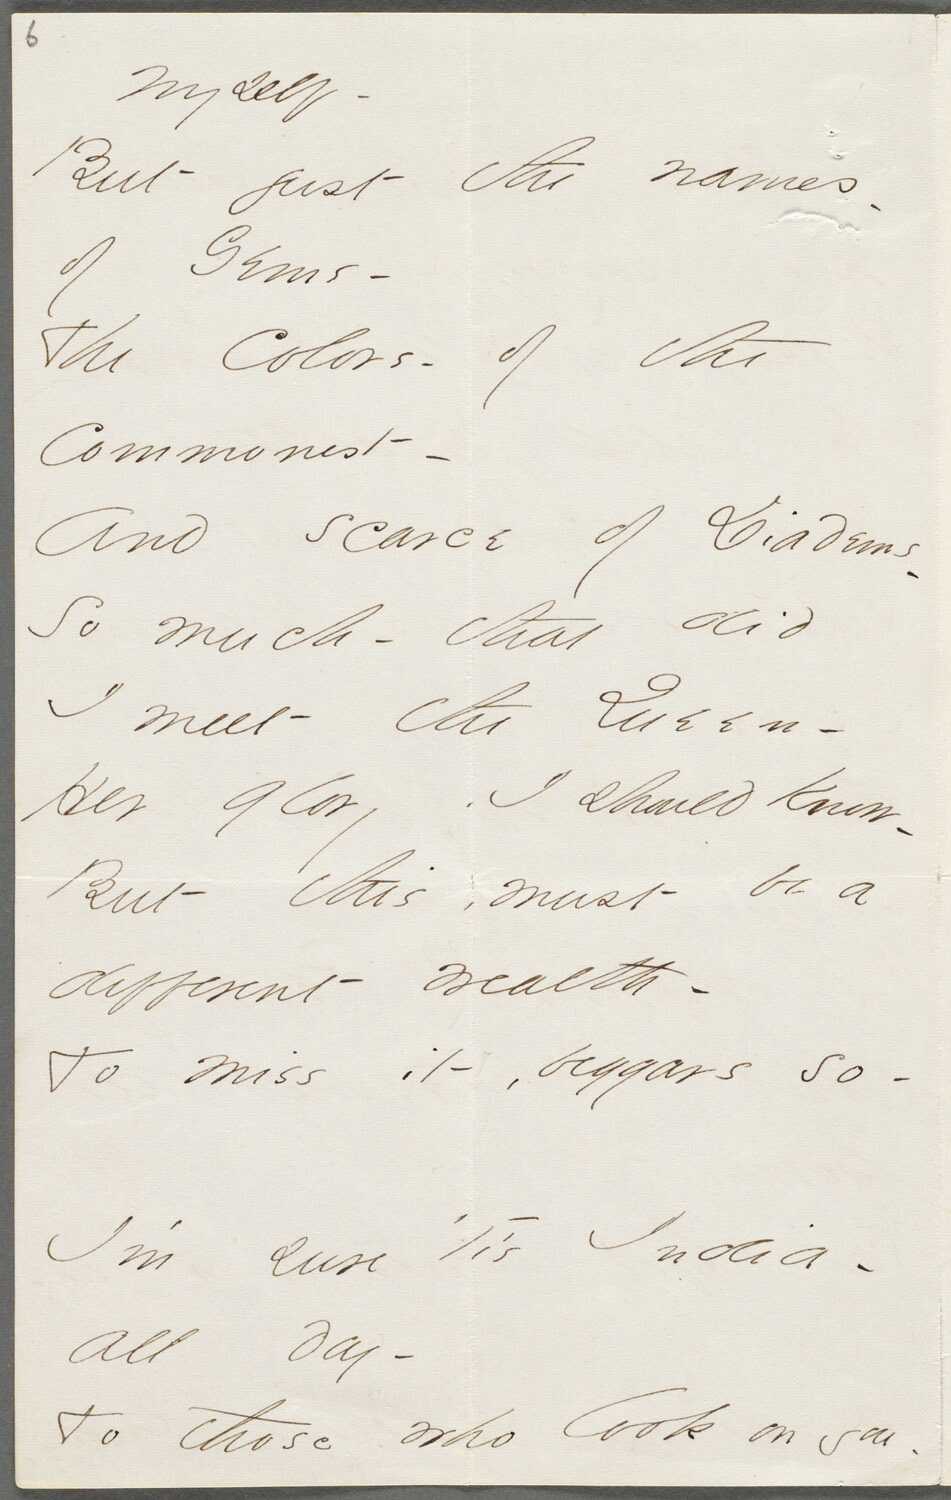 6
Myself -
But just the names -
of Gems -
The Colors - of the
Commonest -
And scarce of Diadems -
So much - that did
I meet the Queen -
Her glory . I should know -
But this , must be a
different wealth -
To miss it , beggars so -
I'm sure 'tis India -
all day -
To those who look on you .